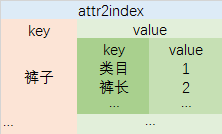 attr2index
key value
key value
裤子 类目 1
裤长 2
... ...
... ...